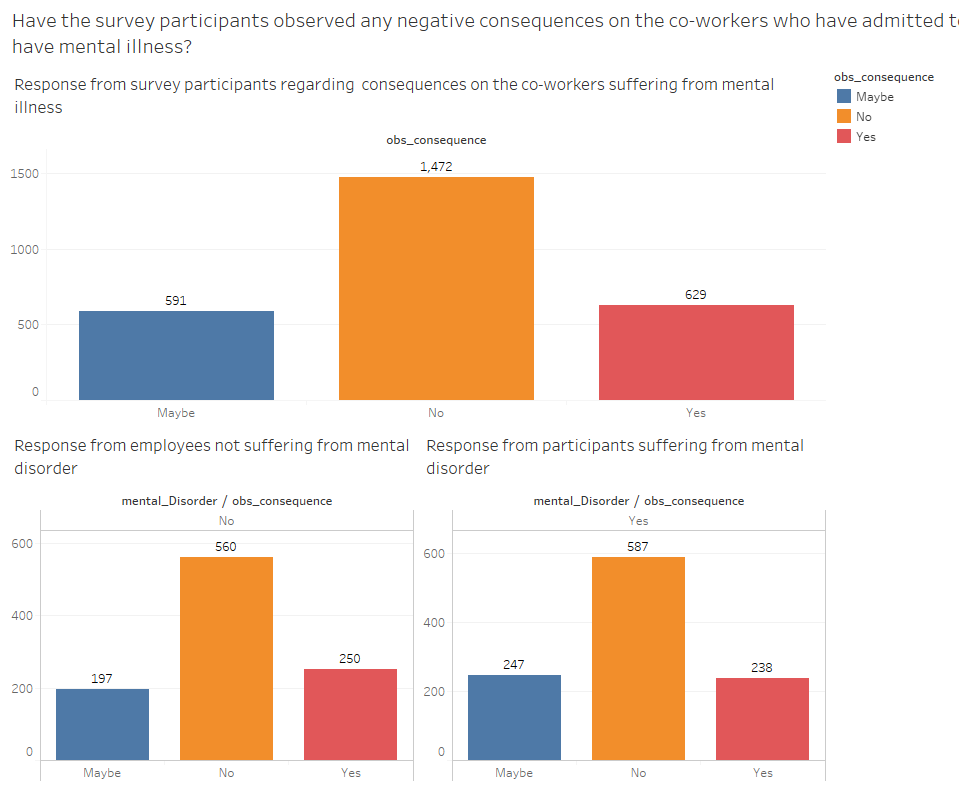 Have the survey participants observed any negative consequences on the co-workers who have admitted t
have mental illness?
Response from survey participants regarding consequences on the co-workers suffering from mental
illness
obs_consequence
Maybe
No
Yes
obs_consequence
1,472
1500
1000
629
591
500
0
Maybe No Yes
Response from employees not suffering from mental
disorder
mental_Disorder / obs_consequence
No
600
560
400
250
197
200
0
Maybe No Yes
Response from participants suffering from mental
disorder
mental_Disorder / obs_consequence
Yes
600
587
400
247
238
200
0
Maybe No Yes